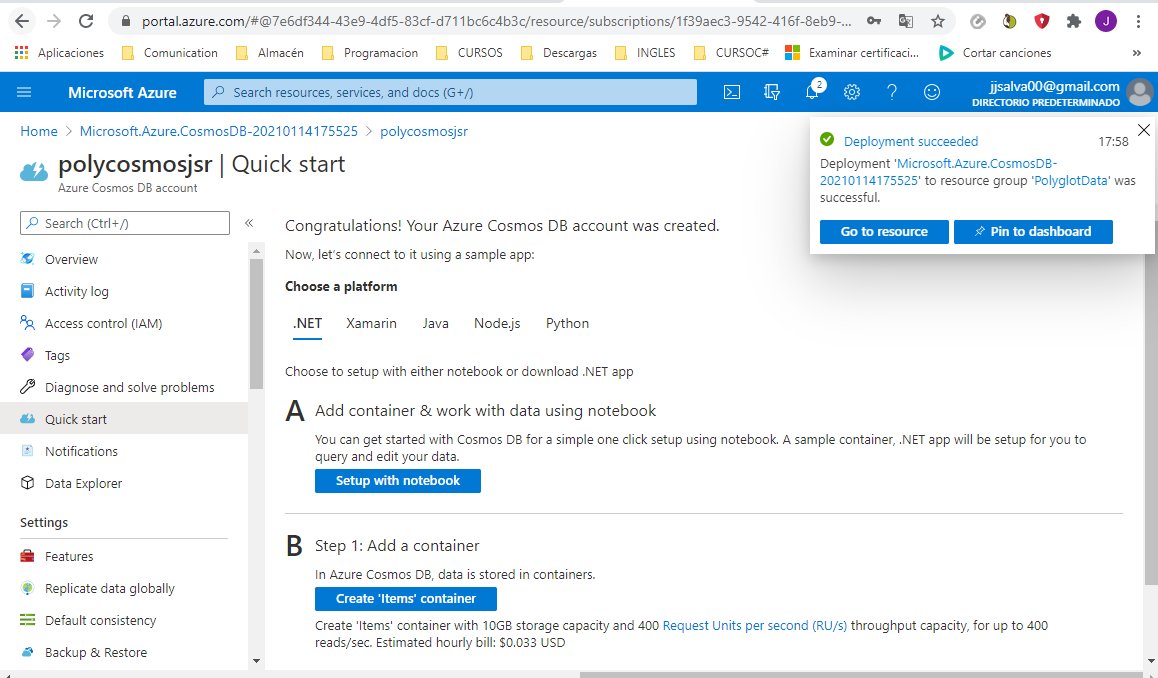 portal.azure.com/#@7e6df344-43e9-4df5-83cf-d711bc6c4b3c/resource/subscriptions/1f39aec3-9542-416f-8eb9-...
J
Aplicaciones Comunication Almacén Programacion CURSOS Descargas INGLES CURSOC# Examinar certificaci... Cortar canciones »
Microsoft Azure
Search resources, services, and docs (G+/)
2
jjsalva00@gmail.com
DIRECTORIO PREDETERMINADO
Home > Microsoft.Azure.CosmosDB-20210114175525 > polycosmosjsr
polycosmosjsr | Quick start
Azure Cosmos DB account
Deployment succeeded 17:58
Deployment 'Microsoft.Azure.CosmosDB-
20210114175525' to resource group 'PolyglotData' was
successful.
Go to resource
Pin to dashboard
Search (Ctrl+/)
«
Overview
Activity log
Access control (IAM)
Tags
Diagnose and solve problems
Quick start
Notifications
Data Explorer
Settings
Features
Replicate data globally
Default consistency
Backup & Restore
Congratulations! Your Azure Cosmos DB account was created.
Now, let's connect to it using a sample app:
Choose a platform
.NET Xamarin Java Node.js Python
Choose to setup with either notebook or download .NET app
A Add container & work with data using notebook
You can get started with Cosmos DB for a simple one click setup using notebook. A sample container, .NET app will be setup for you to
query and edit your data.
Setup with notebook
B Step 1: Add a container
In Azure Cosmos DB, data is stored in containers.
Create 'Items' container
Create 'Items' container with 10GB storage capacity and 400 Request Units per second (RU/s) throughput capacity, for up to 400
reads/sec. Estimated hourly bill: $0.033 USD